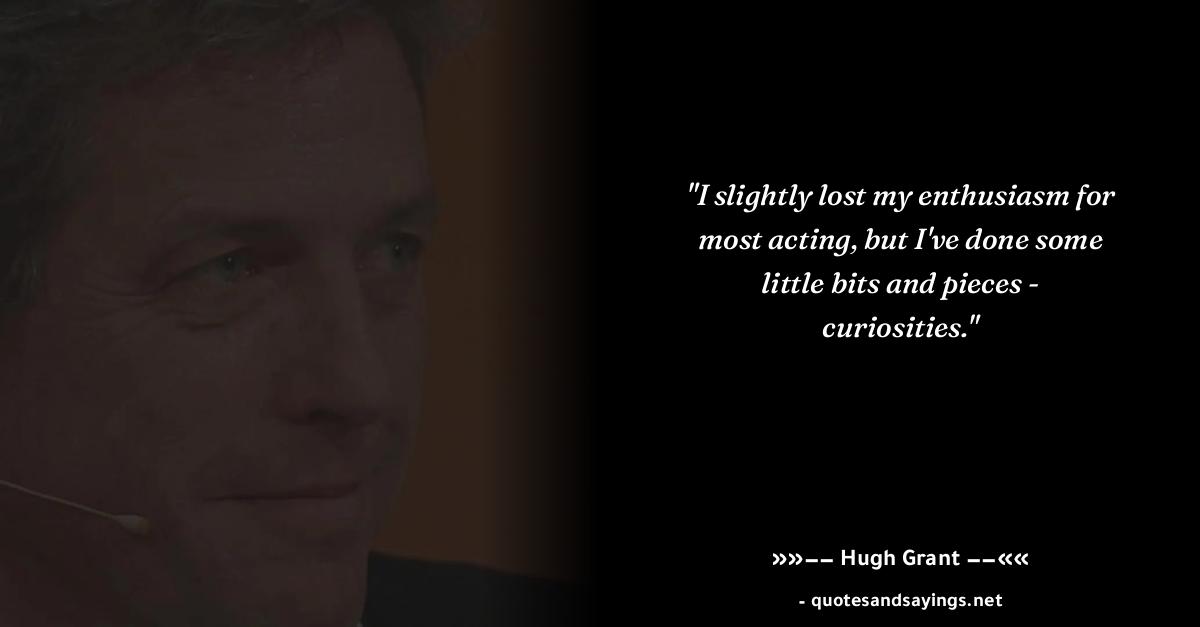 "I slightly lost my enthusiasm for
most acting, but I've done some
little bits and pieces -
curiosities."
»»−− Hugh Grant −−««
- quotesandsayings.net